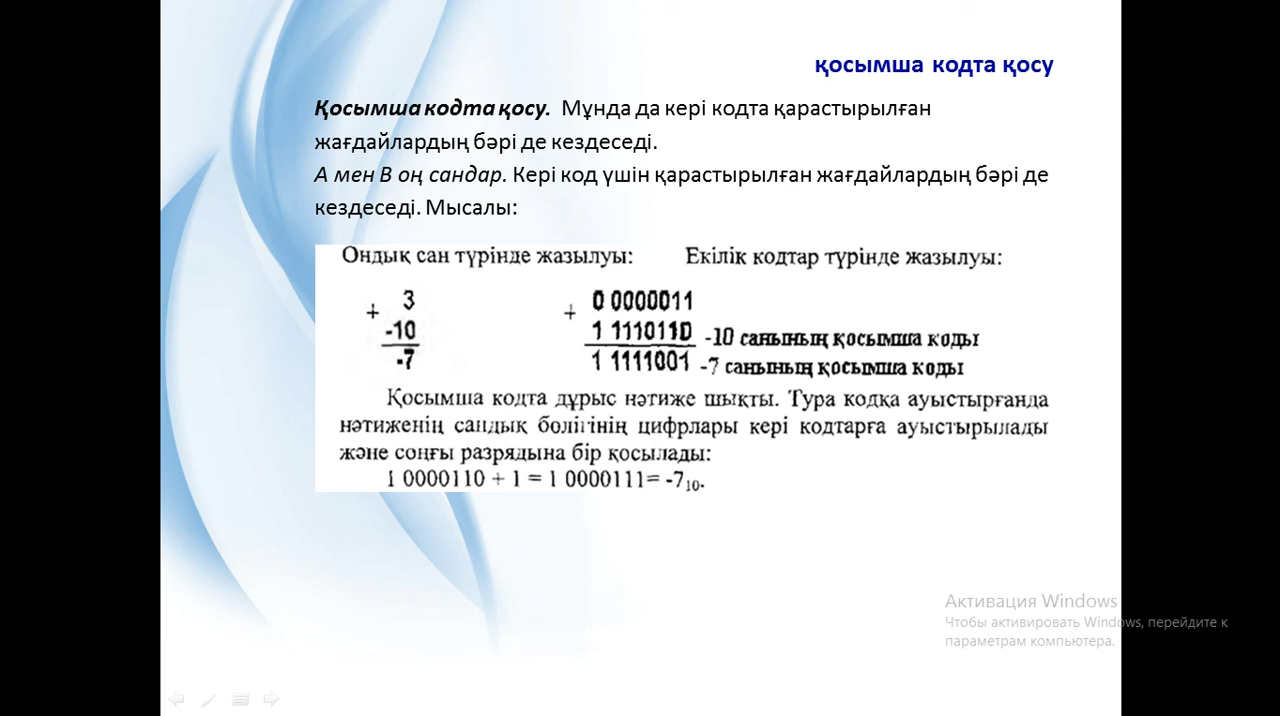 қосымша кодта қосу
Қосымша кодта қосу. Мұнда да кері кодта қарастырылған
жағдайлардың бәрі де кездеседі.
А мен В оң сандар. Кері код үшін қарастырылған жағдайлардың бәрі де
кездеседі. Мысалы:
Ондық сан түрінде жазылуы: Екілік кодтар түрінде жазылуы:
+ 3 + 0 0000011
-10 1 1110110 -10 санының қосымша коды
-7 1 1111001 -7 санының қосымша коды
Қосымша кодта дұрыс нәтиже шықты. Тура кодқа ауыстырғанда
нәтиженің сандық бөлігінің цифрлары кері кодтарға ауыстырылады
және соңғы разрядына бір қосылады:
1 0000110 + 1 = 1 0000111= -7₁₀.
Активация Windows
Чтобы активировать Windows, перейдите к
параметрам компьютера.